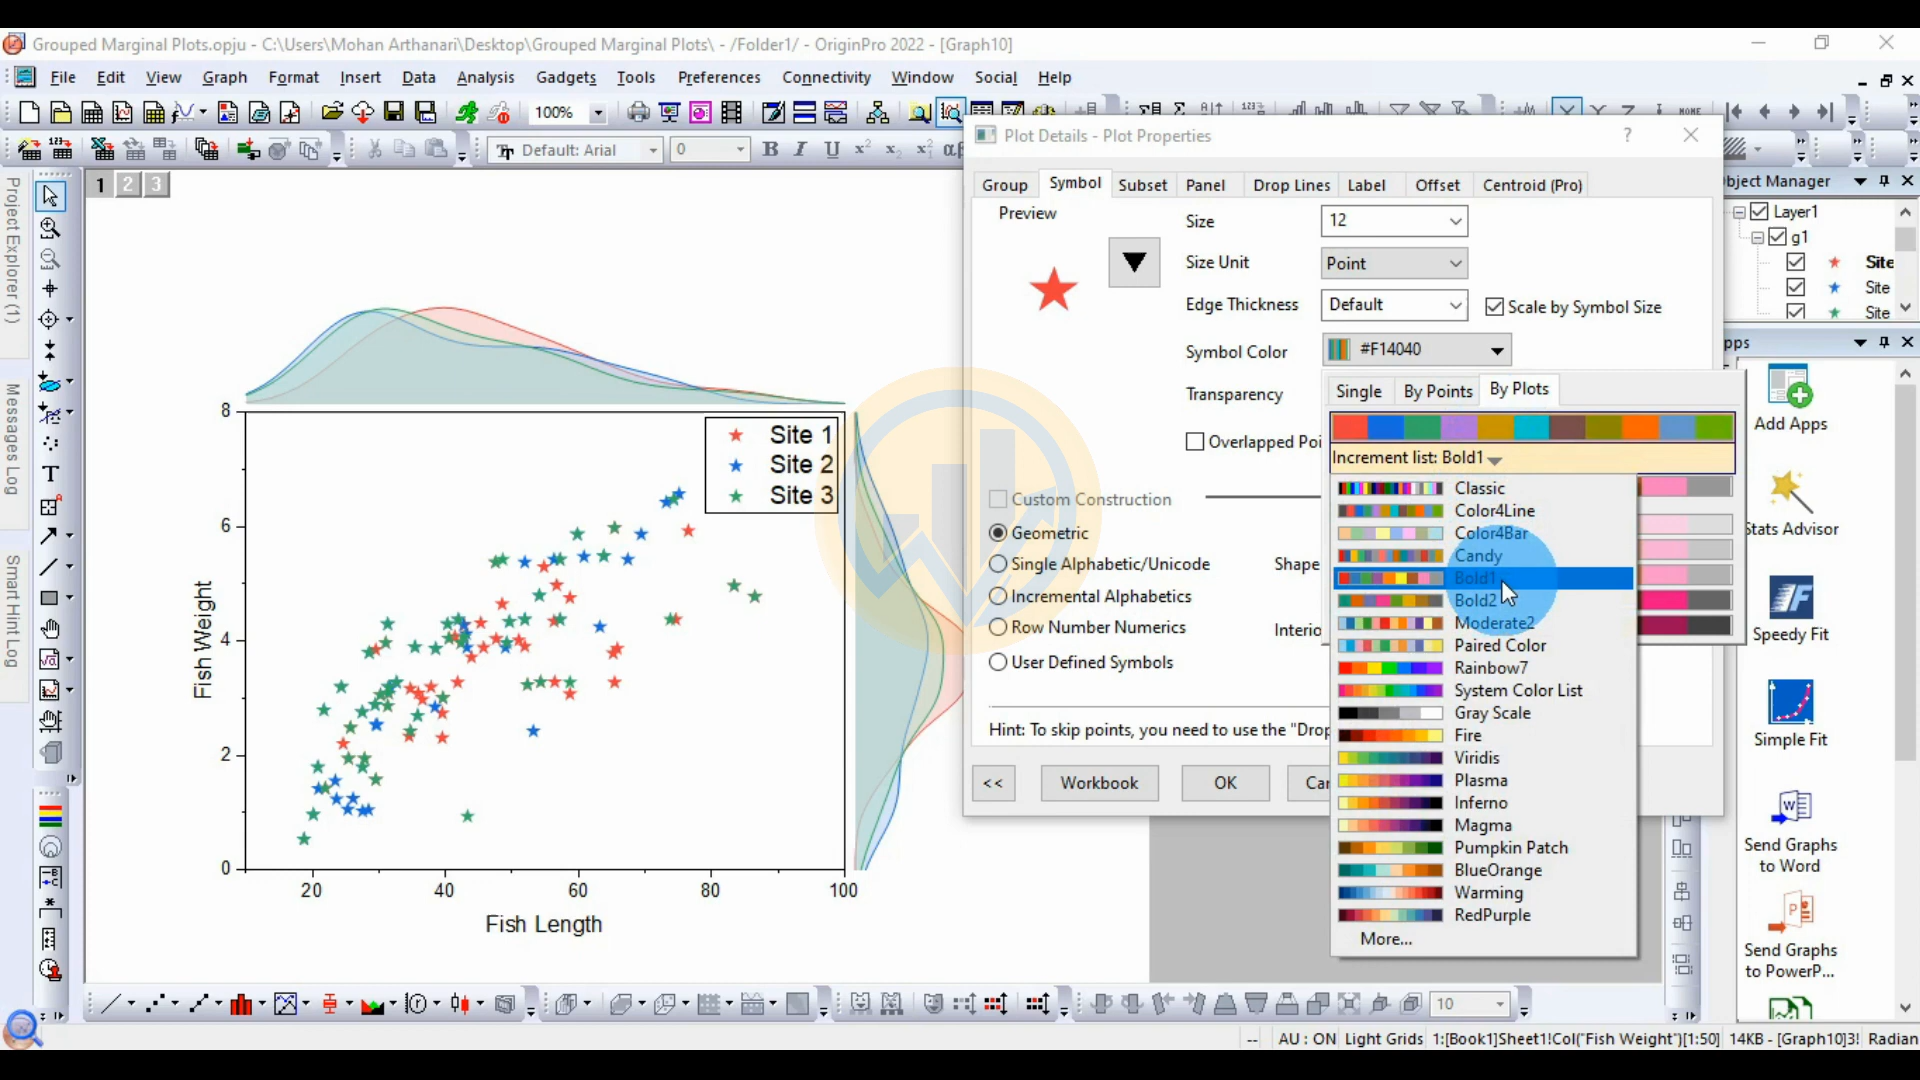 Grouped Marginal Plots.opju - C:\Users\Mohan Arthanari\Desktop\Grouped Marginal Plots\ - /Folder1/ - OriginPro 2022 - [Graph10]
File Edit View Graph Format Insert Data Analysis Gadgets Tools Preferences Connectivity Window Social Help
100%
Default: Arial 0 B I U
Project Explorer (1)
Messages Log
Smart Hint Log
1 2 3
Site 1
Site 2
Site 3
8
6
4
2
0
20 40 60 80 100
Fish Weight
Fish Length
Plot Details - Plot Properties
Group Symbol Subset Panel Drop Lines Label Offset Centroid (Pro)
Preview
Size 12
Size Unit Point
Edge Thickness Default Scale by Symbol Size
Symbol Color #F14040
Transparency
Overlapped Poi
Single By Points By Plots
Increment list: Bold1
Custom Construction
Geometric
Single Alphabetic/Unicode
Incremental Alphabetics
Row Number Numerics
User Defined Symbols
Shape
Interio
Hint: To skip points, you need to use the "Drop
<< Workbook OK Can
Classic
Color4Line
Color4Bar
Candy
Bold1
Bold2
Moderate2
Paired Color
Rainbow7
System Color List
Gray Scale
Fire
Viridis
Plasma
Inferno
Magma
Pumpkin Patch
BlueOrange
Warming
RedPurple
More...
bject Manager
Layer1
g1
Site
Site
Site
pps
Add Apps
Stats Advisor
Speedy Fit
Simple Fit
Send Graphs
to Word
Send Graphs
to PowerP...
10
-- AU : ON Light Grids 1:[Book1]Sheet1!Col("Fish Weight")[1:50] 14KB - [Graph10]3! Radian